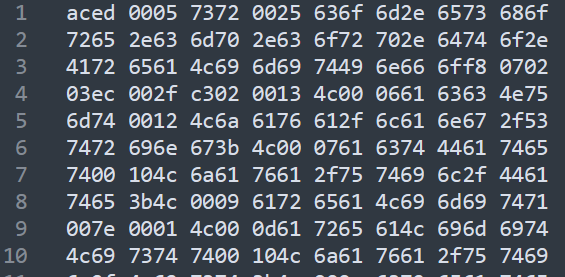 1 aced 0005 7372 0025 636f 6d2e 6573 686f
2 7265 2e63 6d70 2e63 6f72 702e 6474 6f2e
3 4172 6561 4c69 6d69 7449 6e66 6ff8 0702
4 03ec 002f c302 0013 4c00 0661 6363 4e75
5 6d74 0012 4c6a 6176 612f 6c61 6e67 2f53
6 7472 696e 673b 4c00 0761 6374 4461 7465
7 7400 104c 6a61 7661 2f75 7469 6c2f 4461
8 7465 3b4c 0009 6172 6561 4c69 6d69 7471
9 007e 0001 4c00 0d61 7265 614c 696d 6974
10 4c69 7374 7400 104c 6a61 7661 2f75 7469